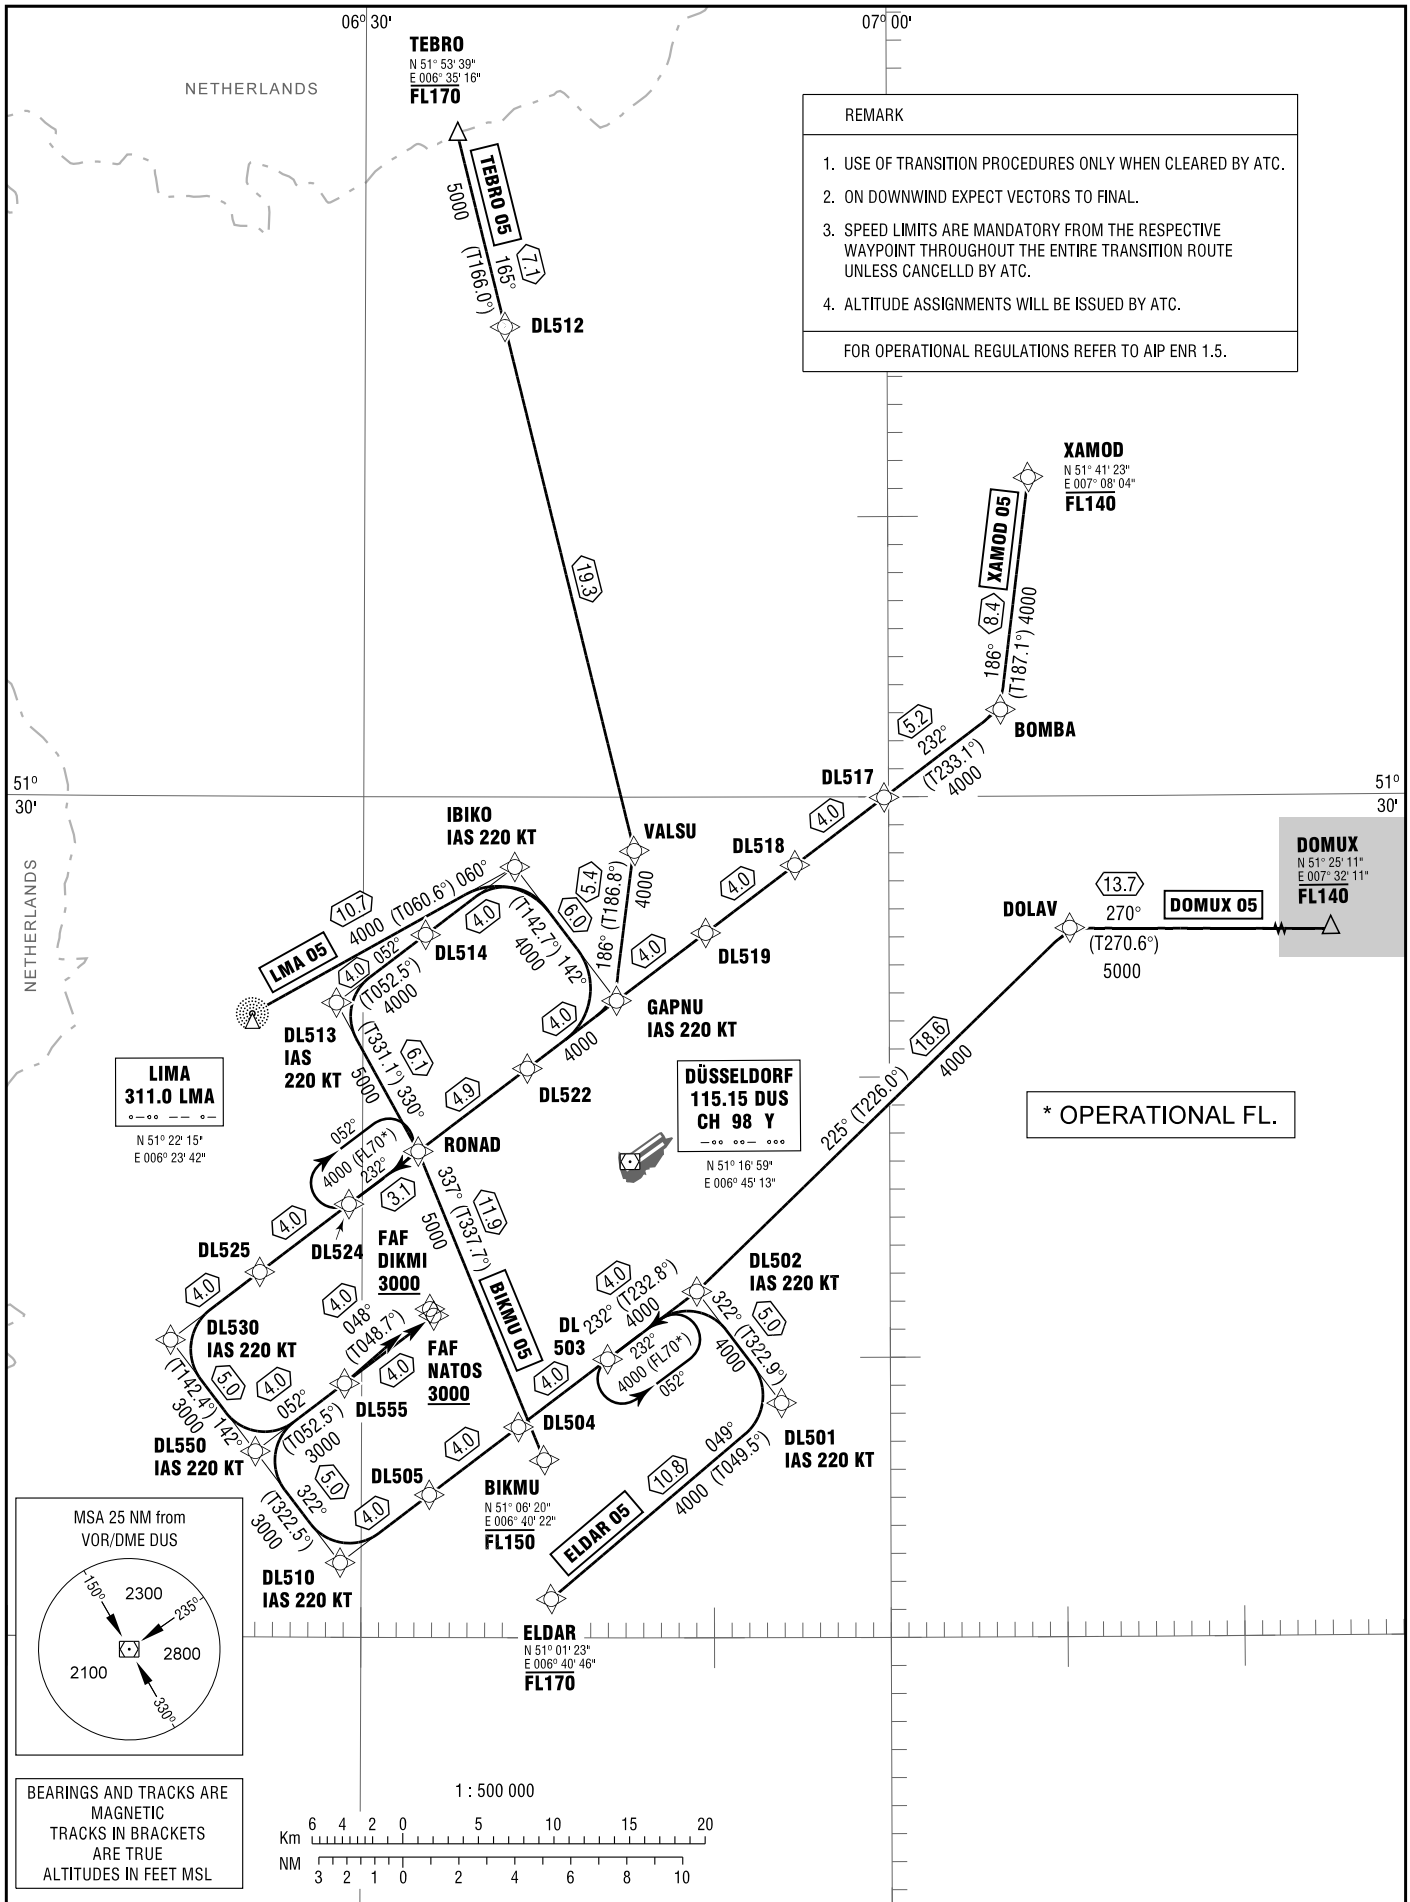 06° 30'
07° 00'
TEBRO
N 51° 53' 39"
E 006° 35' 16"
FL170
NETHERLANDS
REMARK
1. USE OF TRANSITION PROCEDURES ONLY WHEN CLEARED BY ATC.
2. ON DOWNWIND EXPECT VECTORS TO FINAL.
3. SPEED LIMITS ARE MANDATORY FROM THE RESPECTIVE
WAYPOINT THROUGHOUT THE ENTIRE TRANSITION ROUTE
UNLESS CANCELLD BY ATC.
4. ALTITUDE ASSIGNMENTS WILL BE ISSUED BY ATC.
FOR OPERATIONAL REGULATIONS REFER TO AIP ENR 1.5.
TEBRO 05
5000
165°
(T166.0°)
7.1
DL512
19.3
XAMOD
N 51° 41' 23"
E 007° 08' 04"
FL140
XAMOD 05
8.4
186°
(T187.1°) 4000
BOMBA
5.2
232°
(T233.1°)
4000
DL517
51°
30'
51°
30'
4.0
DL518
4.0
DL519
4.0
IBIKO
IAS 220 KT
VALSU
5.4
4000
186° (T186.8°)
6.0
(T142.7°) 142°
4000
10.7
4000 (T060.6°) 060°
LMA 05
4.0
DL514
4.0
052°
(T052.5°)
4000
DL513
IAS
220 KT
NETHERLANDS
DOMUX
N 51° 25' 11"
E 007° 32' 11"
FL140
DOLAV
13.7
270°
(T270.6°)
5000
DOMUX 05
GAPNU
IAS 220 KT
4.0
4000
DL522
4.9
(T331.1°) 330°
6.1
5000
LIMA
311.0 LMA
N 51° 22' 15"
E 006° 23' 42"
DÜSSELDORF
115.15 DUS
CH 98 Y
N 51° 16' 59"
E 006° 45' 13"
18.6
225° (T226.0°)
4000
* OPERATIONAL FL.
RONAD
052°
4000 (FL70*)
232°
3.1
DL524
4.0
DL525
4.0
337° (T337.7°)
11.9
5000
BIKMU 05
FAF
DIKMI
3000
FAF
NATOS
3000
4.0
048°
(T048.7°)
4.0
DL530
IAS 220 KT
5.0
(T142.4°) 142°
3000
4.0
052°
(T052.5°)
3000
DL555
DL550
IAS 220 KT
5.0
322°
(T322.5°)
3000
DL510
IAS 220 KT
4.0
DL505
4.0
DL504
4.0
DL
503
4.0
232° (T232.8°)
4000
232°
4000 (FL70*)
052°
DL502
IAS 220 KT
322° (T322.9°)
5.0
4000
DL501
IAS 220 KT
049°
10.8
4000 (T049.5°)
ELDAR 05
BIKMU
N 51° 06' 20"
E 006° 40' 22"
FL150
ELDAR
N 51° 01' 23"
E 006° 40' 46"
FL170
MSA 25 NM from
VOR/DME DUS
150°
2300
235°
2100
2800
330°
BEARINGS AND TRACKS ARE
MAGNETIC
TRACKS IN BRACKETS
ARE TRUE
ALTITUDES IN FEET MSL
1 : 500 000
Km 6 4 2 0 5 10 15 20
NM 3 2 1 0 2 4 6 8 10